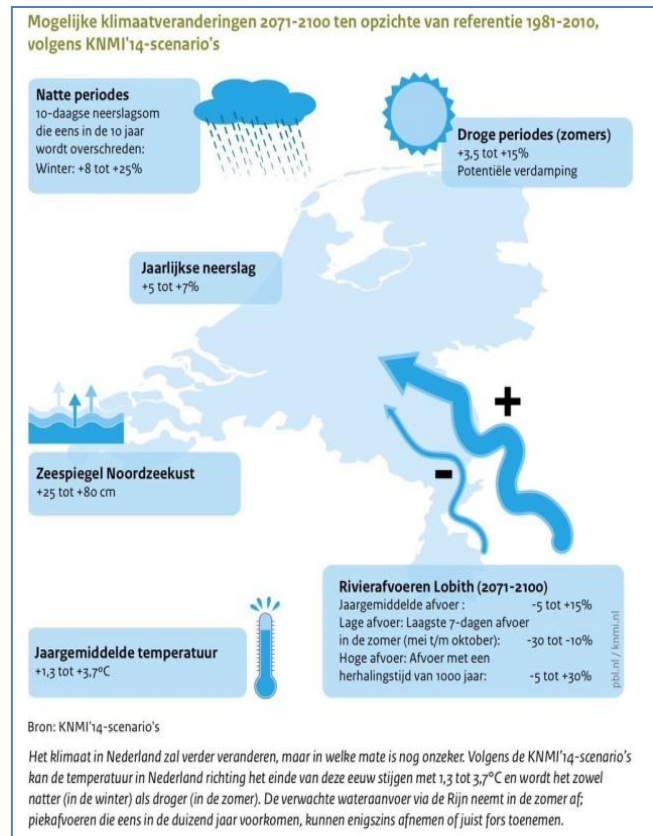 Mogelijke klimaatveranderingen 2071-2100 ten opzichte van referentie 1981-2010,
volgens KNMI'14-scenario's
Natte periodes
10-daagse neerslagsom
die eens in de 10 jaar
wordt overschreden:
Winter: +8 tot +25%
Droge periodes (zomers)
+3,5 tot +15%
Potentiële verdamping
Jaarlijkse neerslag
+5 tot +7%
+
-
Zeespiegel Noordzeekust
+25 tot +80 cm
Jaargemiddelde temperatuur
+1,3 tot +3,7°C
Rivierafvoeren Lobith (2071-2100)
Jaargemiddelde afvoer : -5 tot +15%
Lage afvoer: Laagste 7-dagen afvoer
in de zomer (mei t/m oktober): -30 tot -10%
Hoge afvoer: Afvoer met een
herhalingstijd van 1000 jaar: -5 tot +30%
pbl.nl / knmi.nl
Bron: KNMI'14-scenario's
Het klimaat in Nederland zal verder veranderen, maar in welke mate is nog onzeker. Volgens de KNMI'14-scenario's
kan de temperatuur in Nederland richting het einde van deze eeuw stijgen met 1,3 tot 3,7°C en wordt het zowel
natter (in de winter) als droger (in de zomer). De verwachte wateraanvoer via de Rijn neemt in de zomer af;
piekafvoeren die eens in de duizend jaar voorkomen, kunnen enigszins afnemen of juist fors toenemen.